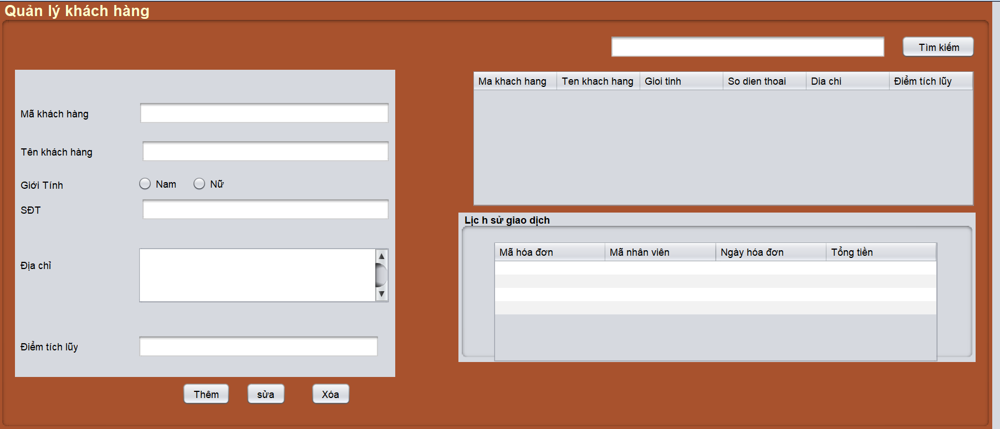 Quản lý khách hàng
Tìm kiếm
Mã khách hàng
Tên khách hàng
Giới Tính
Nam
Nữ
SĐT
Địa chỉ
Điểm tích lũy
Thêm
sửa
Xóa
Ma khach hang
Ten khach hang
Gioi tinh
So dien thoai
Dia chi
Điểm tích lũy
Lịc h sử giao dịch
Mã hóa đơn
Mã nhân viên
Ngày hóa đơn
Tổng tiền